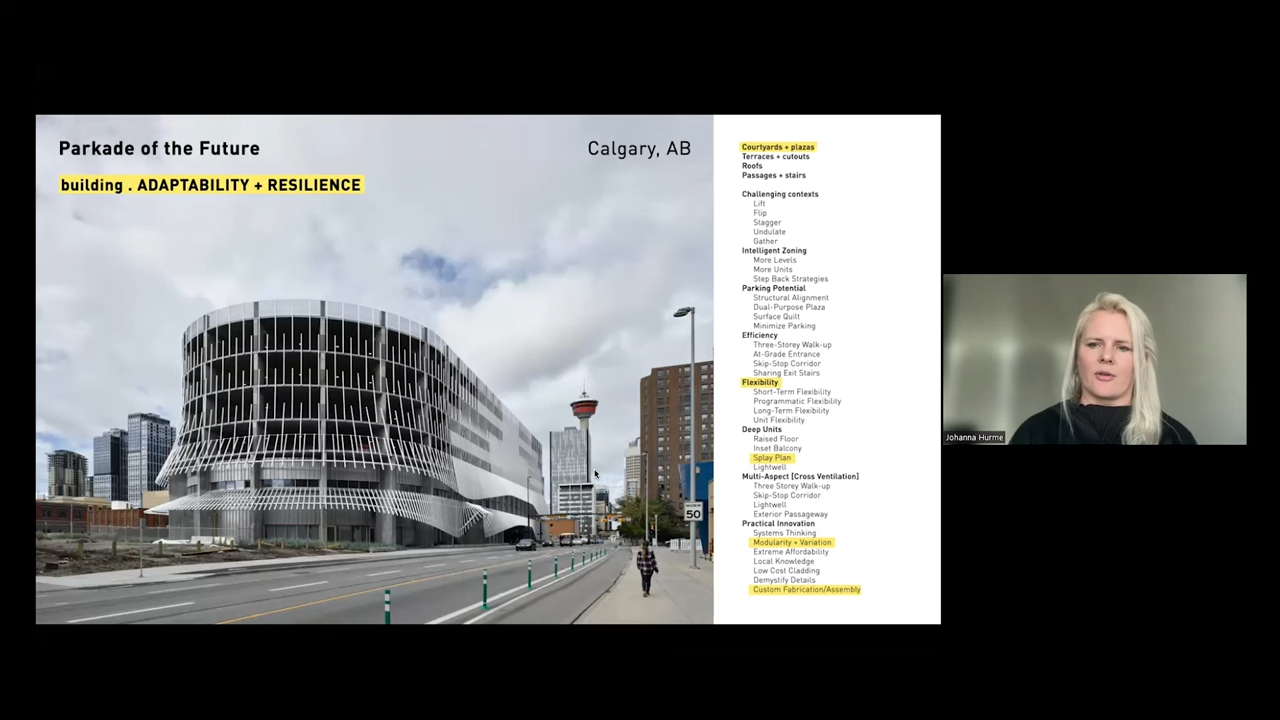 Parkade of the Future
Calgary, AB
building . ADAPTABILITY + RESILIENCE
MAXIMUM
50
Courtyards + plazas
Terraces + cutouts
Roofs
Passages + stairs
Challenging contexts
Lift
Flip
Stagger
Undulate
Gather
Intelligent Zoning
More Levels
More Units
Step Back Strategies
Parking Potential
Structural Alignment
Dual-Purpose Plaza
Surface Quilt
Minimize Parking
Efficiency
Three-Storey Walk-up
At-Grade Entrance
Skip-Stop Corridor
Sharing Exit Stairs
Flexibility
Short-Term Flexibility
Programmatic Flexibility
Long-Term Flexibility
Unit Flexibility
Deep Units
Raised Floor
Inset Balcony
Splay Plan
Lightwell
Multi-Aspect [Cross Ventilation]
Three Storey Walk-up
Skip-Stop Corridor
Lightwell
Exterior Passageway
Practical Innovation
Systems Thinking
Modularity + Variation
Extreme Affordability
Local Knowledge
Low Cost Cladding
Demystify Details
Custom Fabrication/Assembly
Johanna Hurme